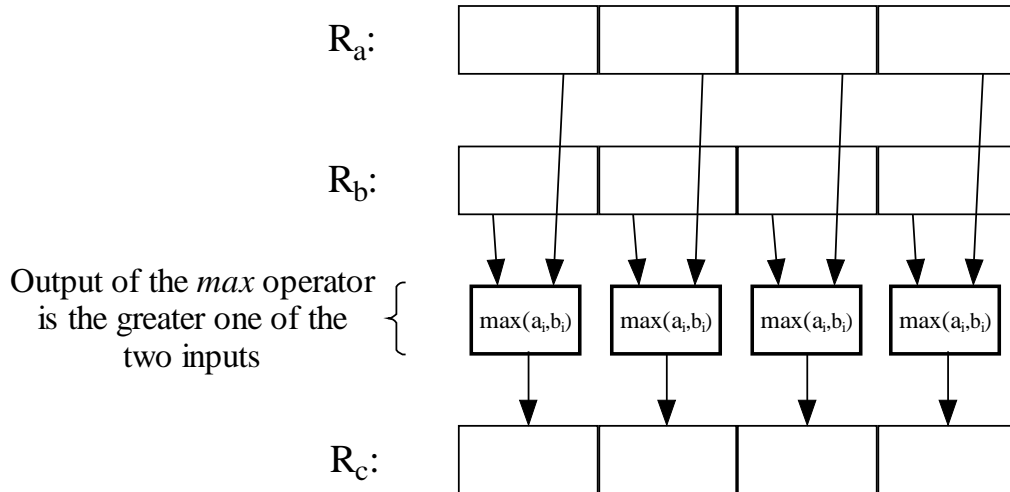 Rₐ:
R_b:
Output of the max operator
is the greater one of the
two inputs
max(aᵢ,bᵢ) max(aᵢ,bᵢ) max(aᵢ,bᵢ) max(aᵢ,bᵢ)
R_c: